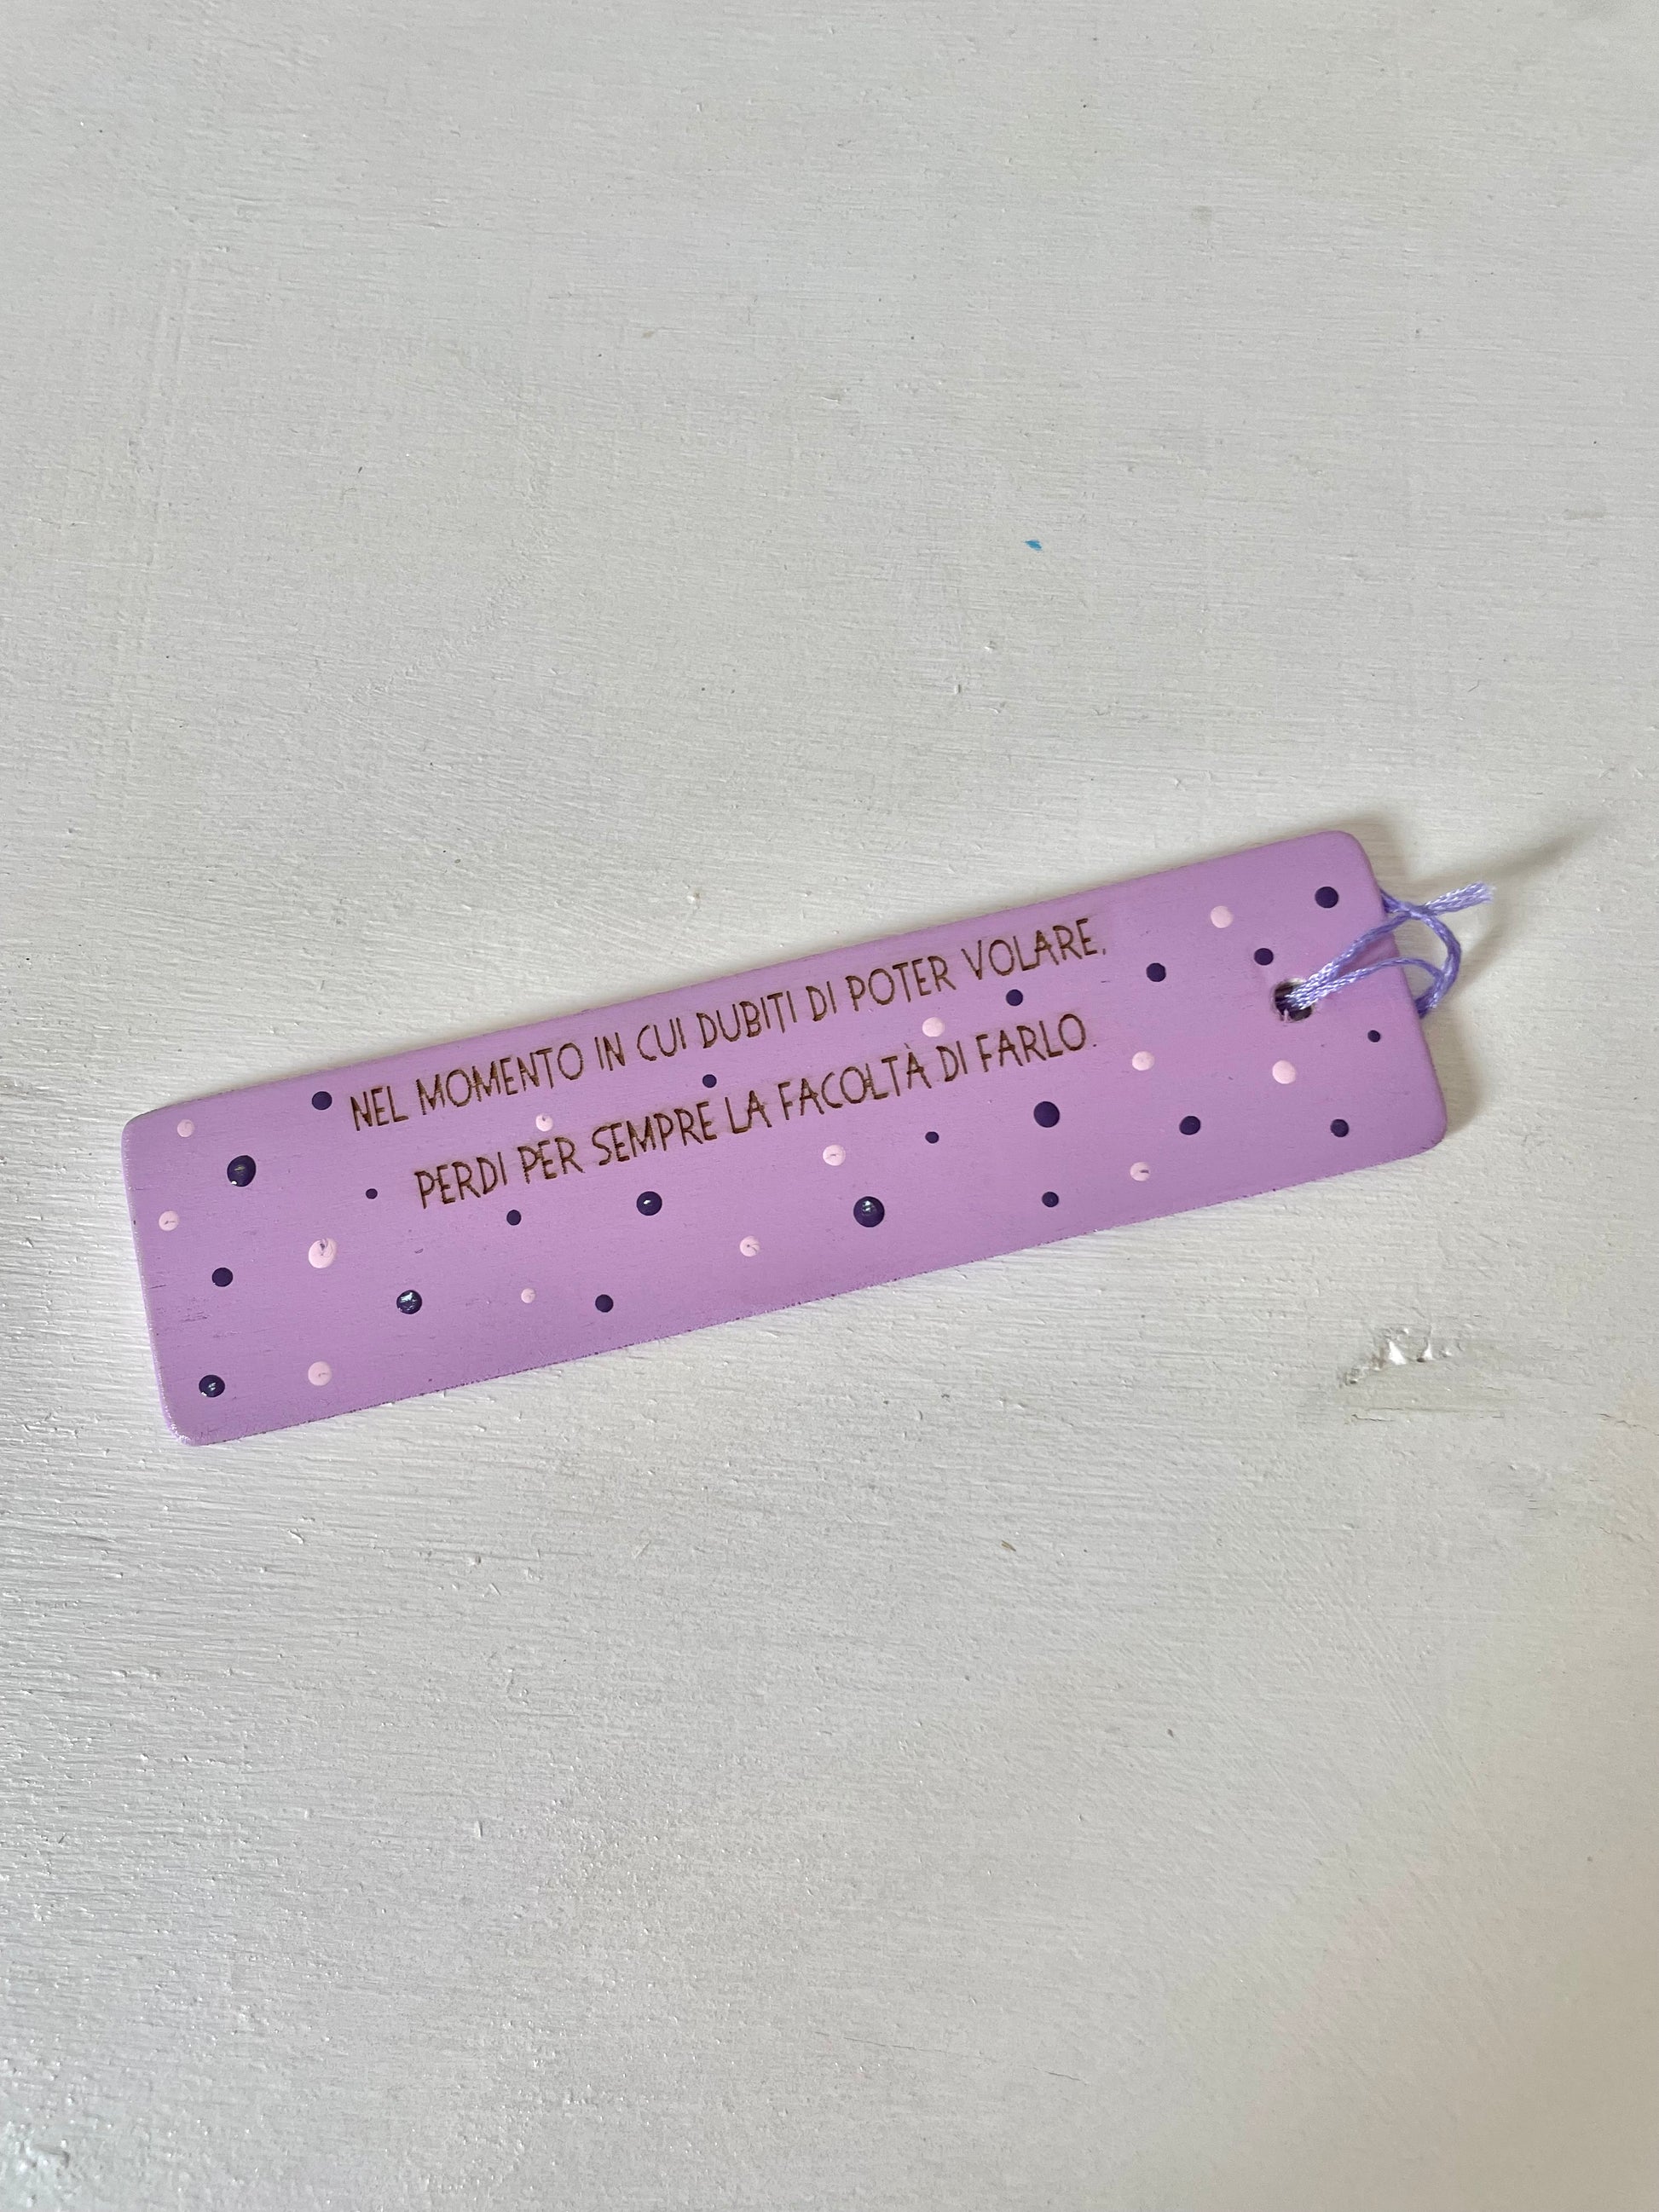 NEL MOMENTO IN CUI DUBITI DI POTER VOLARE,
PERDI PER SEMPRE LA FACOLTÀ DI FARLO.